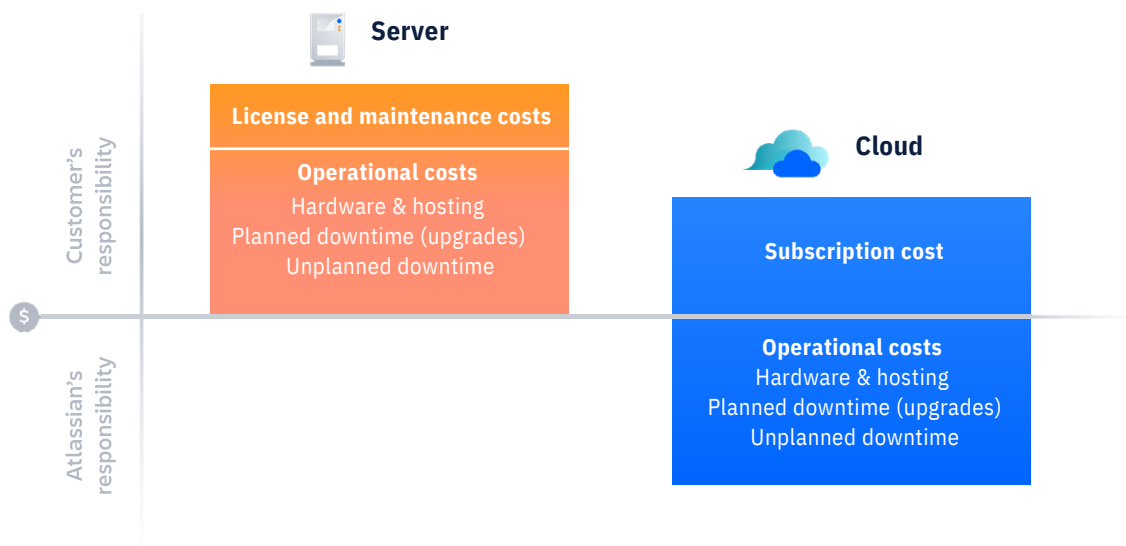 Server
License and maintenance costs
Operational costs
Hardware & hosting
Planned downtime (upgrades)
Unplanned downtime
Cloud
Subscription cost
Operational costs
Hardware & hosting
Planned downtime (upgrades)
Unplanned downtime
Customer’s
responsibility
$
Atlassian’s
responsibility